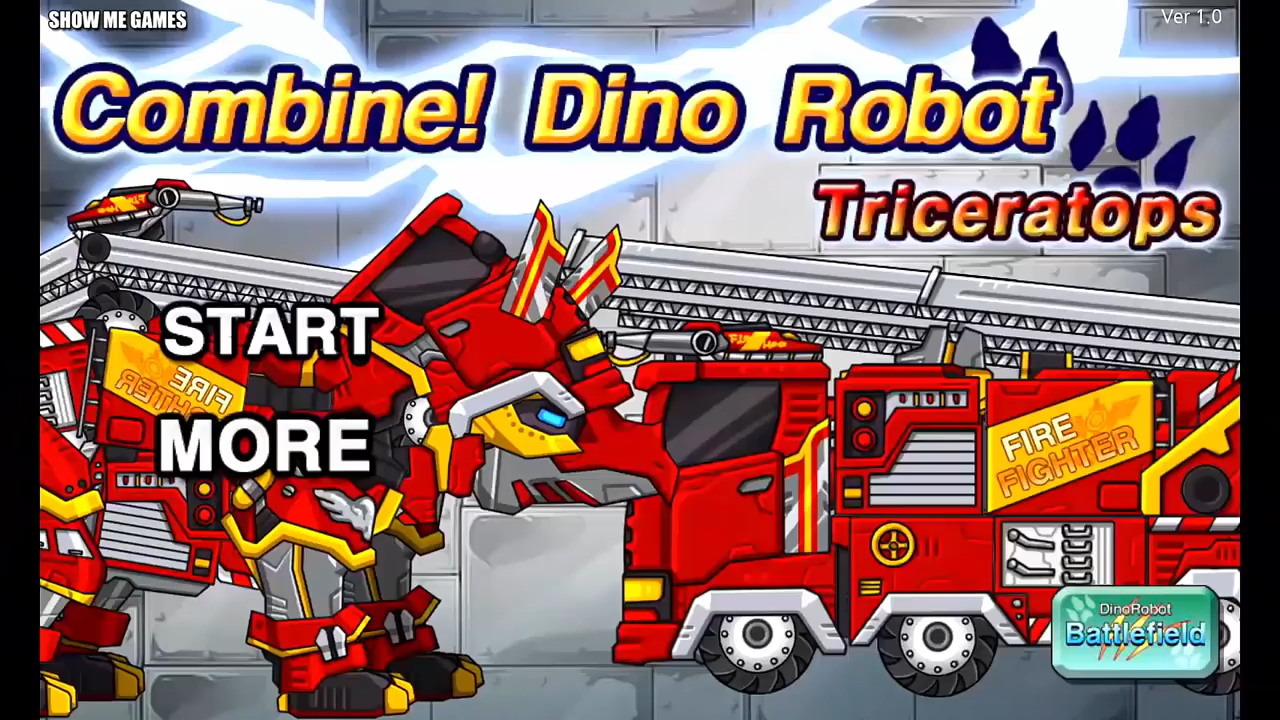 SHOW ME GAMES
Ver 1.0
Combine! Dino Robot
Triceratops
START
MORE
FIRE
FIGHTER
FIRE
FIGHTER
DinoRobot
Battlefield